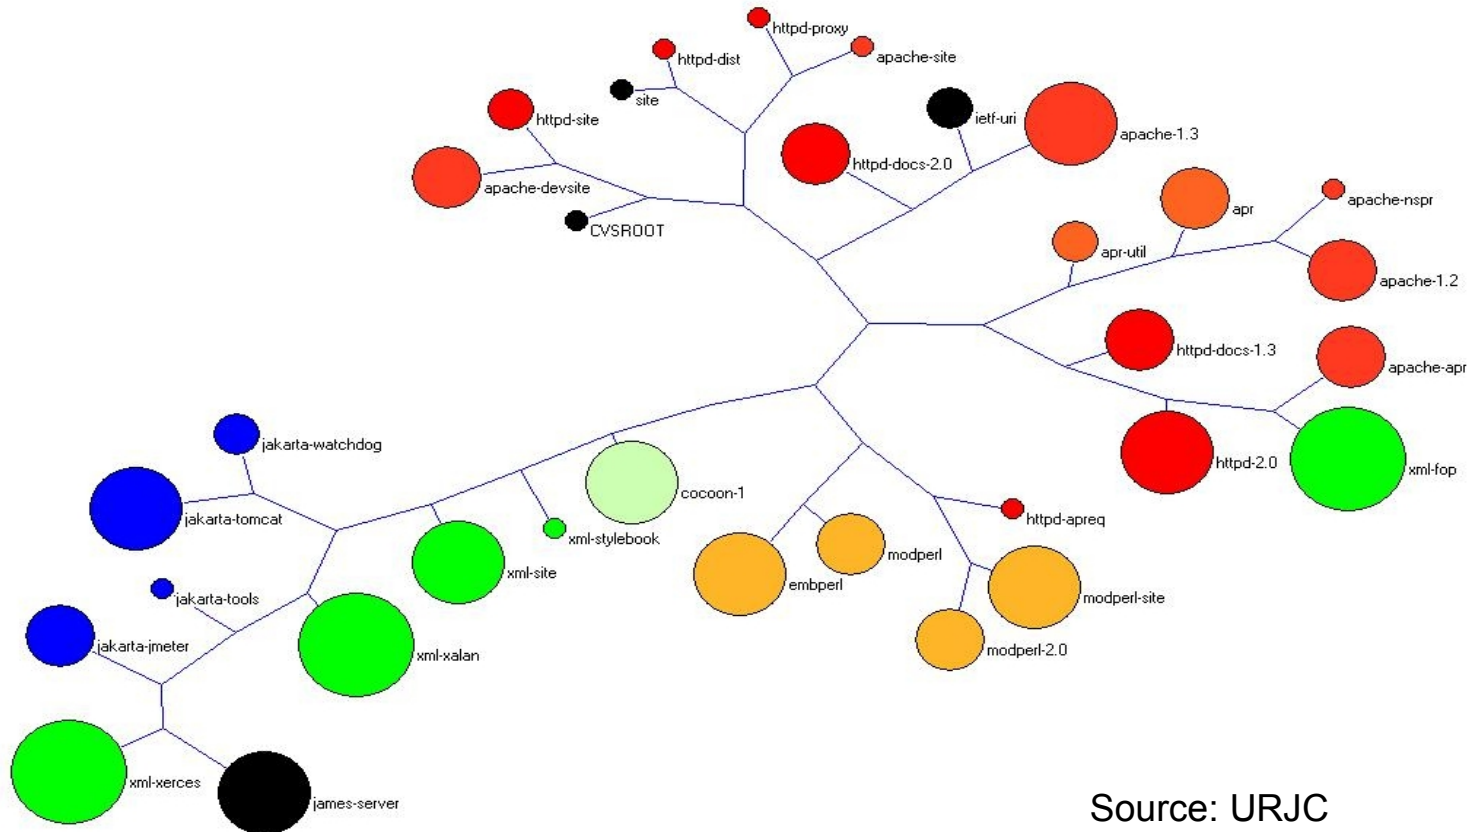 httpd-proxy
apache-site
httpd-dist
site
httpd-site
ietf-uri
apache-1.3
httpd-docs-2.0
apache-devsite
CVSROOT
apr
apache-nspr
apr-util
apache-1.2
httpd-docs-1.3
apache-apr
jakarta-watchdog
httpd-2.0
xml-fop
cocoon-1
jakarta-tomcat
httpd-apreq
xml-stylebook
modperl
xml-site
embperl
modperl-site
jakarta-tools
jakarta-jmeter
xml-xalan
modperl-2.0
xml-xerces
james-server
Source: URJC